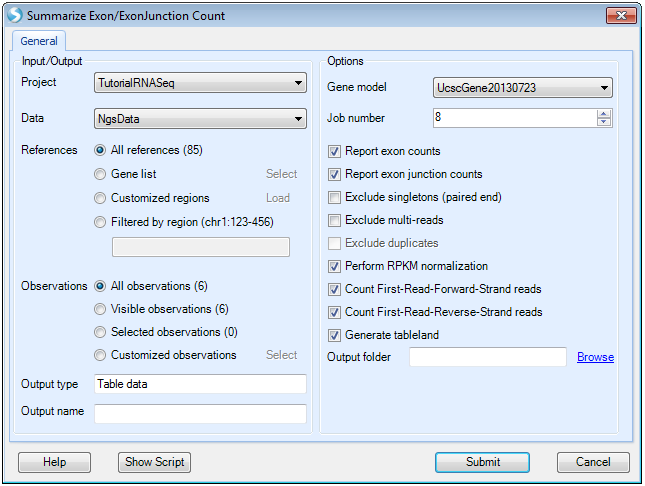 Summarize Exon/ExonJunction Count
General
Input/Output
Project TutorialRNASeq
Data NgsData
References All references (85)
Gene list Select
Customized regions Load
Filtered by region (chr1:123-456)
Observations All observations (6)
Visible observations (6)
Selected observations (0)
Customized observations Select
Output type Table data
Output name
Options
Gene model UcscGene20130723
Job number 8
Report exon counts
Report exon junction counts
Exclude singletons (paired end)
Exclude multi-reads
Exclude duplicates
Perform RPKM normalization
Count First-Read-Forward-Strand reads
Count First-Read-Reverse-Strand reads
Generate tableland
Output folder Browse
Help Show Script Submit Cancel